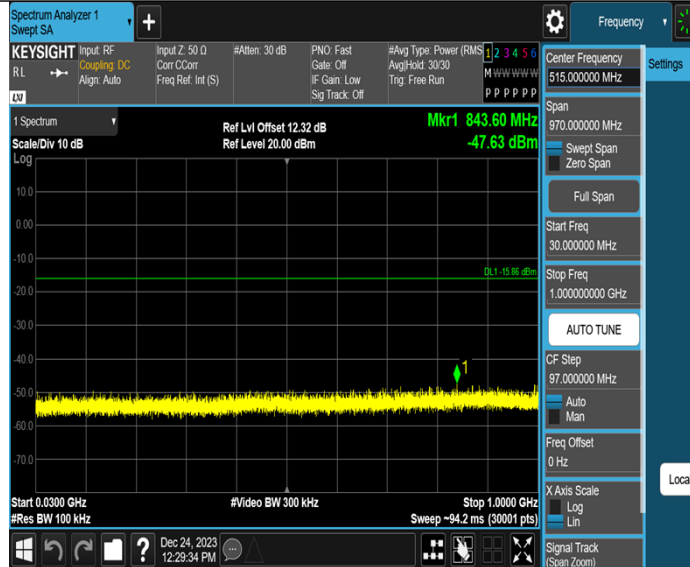 Spectrum Analyzer 1
Swept SA
+
Frequency
KEYSIGHT
RL
LXI
Input: RF
Coupling: DC
Align: Auto
Input Z: 50 Ω
Corr CCorr
Freq Ref: Int (S)
#Atten: 30 dB
PNO: Fast
Gate: Off
IF Gain: Low
Sig Track: Off
#Avg Type: Power (RMS
Avg|Hold: 30/30
Trig: Free Run
1 2 3 4 5 6
M W W W W W
P P P P P P
Center Frequency
515.000000 MHz
Settings
Span
970.000000 MHz
Swept Span
Zero Span
Full Span
Start Freq
30.000000 MHz
Stop Freq
1.000000000 GHz
AUTO TUNE
CF Step
97.000000 MHz
Auto
Man
Freq Offset
0 Hz
X Axis Scale
Log
Lin
Signal Track
(Span Zoom)
Loca
1 Spectrum
Scale/Div 10 dB
Log
Ref Lvl Offset 12.32 dB
Ref Level 20.00 dBm
Mkr1 843.60 MHz
-47.63 dBm
10.0
0.00
-10.0
DL1 -15.86 dBm
-20.0
-30.0
-40.0
1
-50.0
-60.0
-70.0
Start 0.0300 GHz
#Res BW 100 kHz
#Video BW 300 kHz
Stop 1.0000 GHz
Sweep ~94.2 ms (30001 pts)
?
Dec 24, 2023
12:29:34 PM